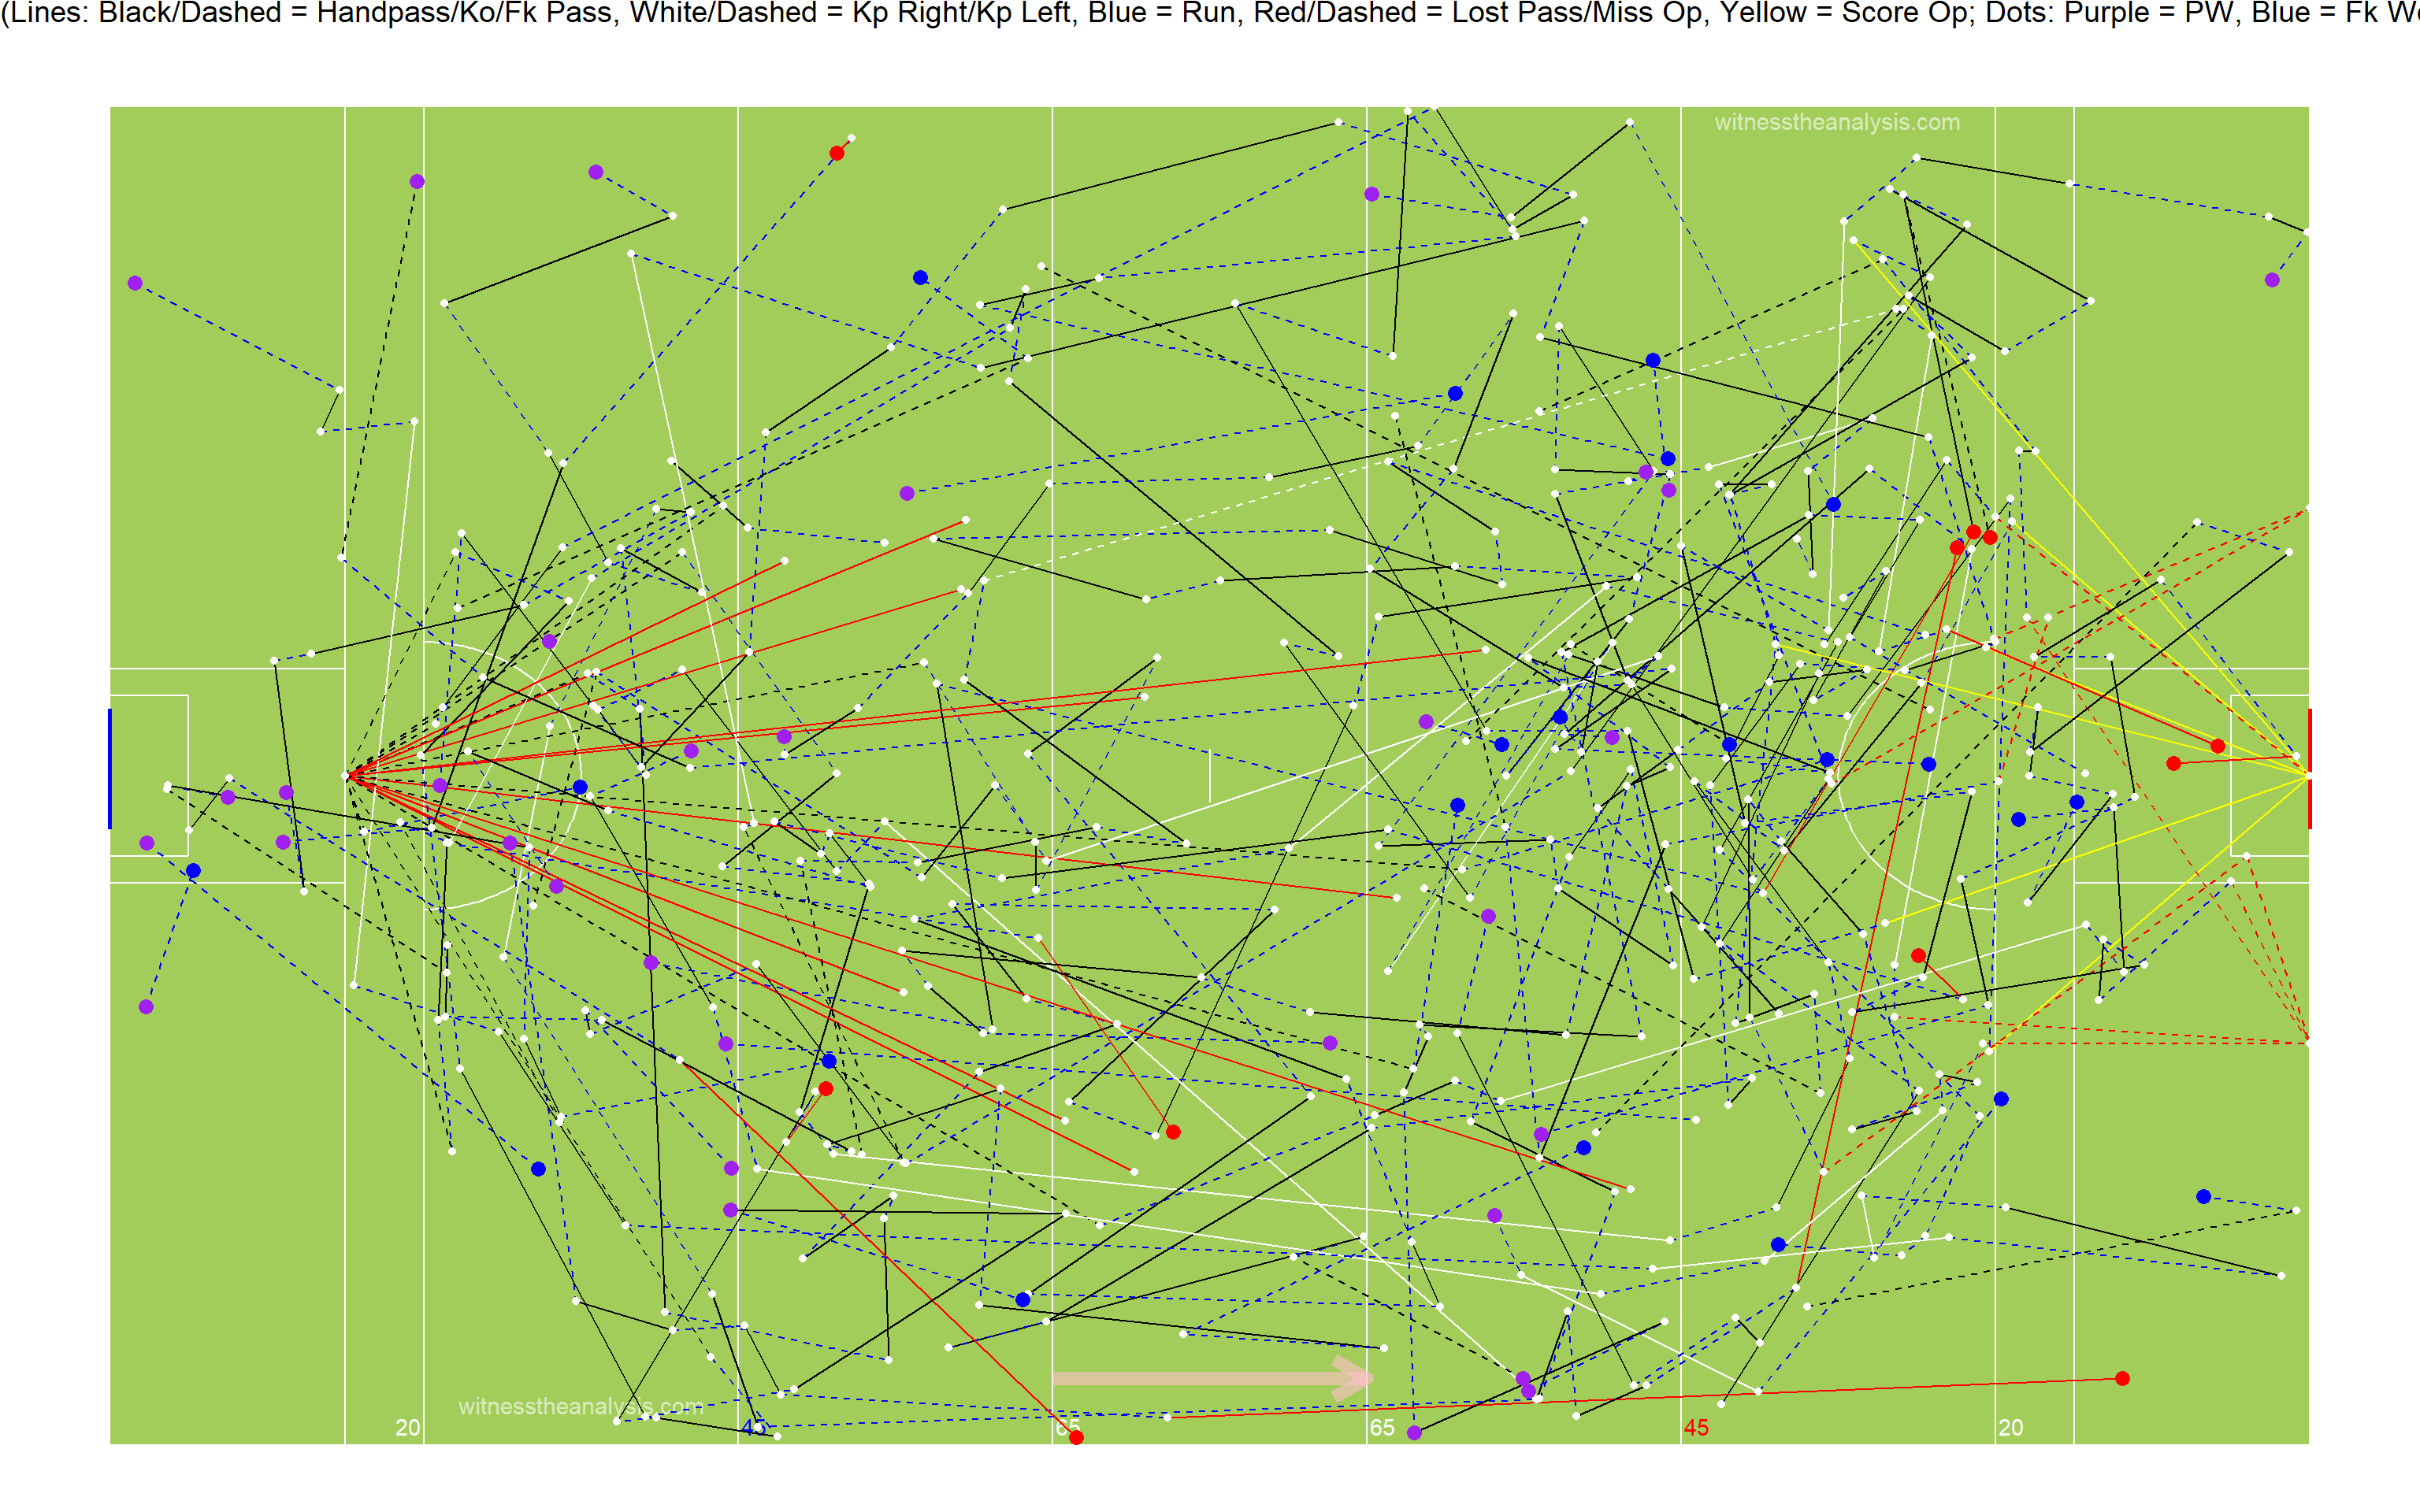 (Lines: Black/Dashed = Handpass/Ko/Fk Pass, White/Dashed = Kp Right/Kp Left, Blue = Run, Red/Dashed = Lost Pass/Miss Op, Yellow = Score Op; Dots: Purple = PW, Blue = Fk
witnesstheanalysis.com
witnesstheanalysis.com
20 45 65 65 45 20